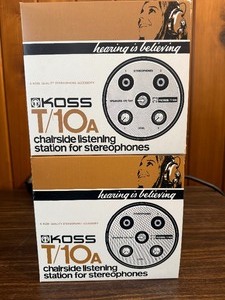 hearing is believing
KOSS
T/10A
chairside listening
station for stereophones
hearing is believing
KOSS
T/10A
chairside listening
station for stereophones